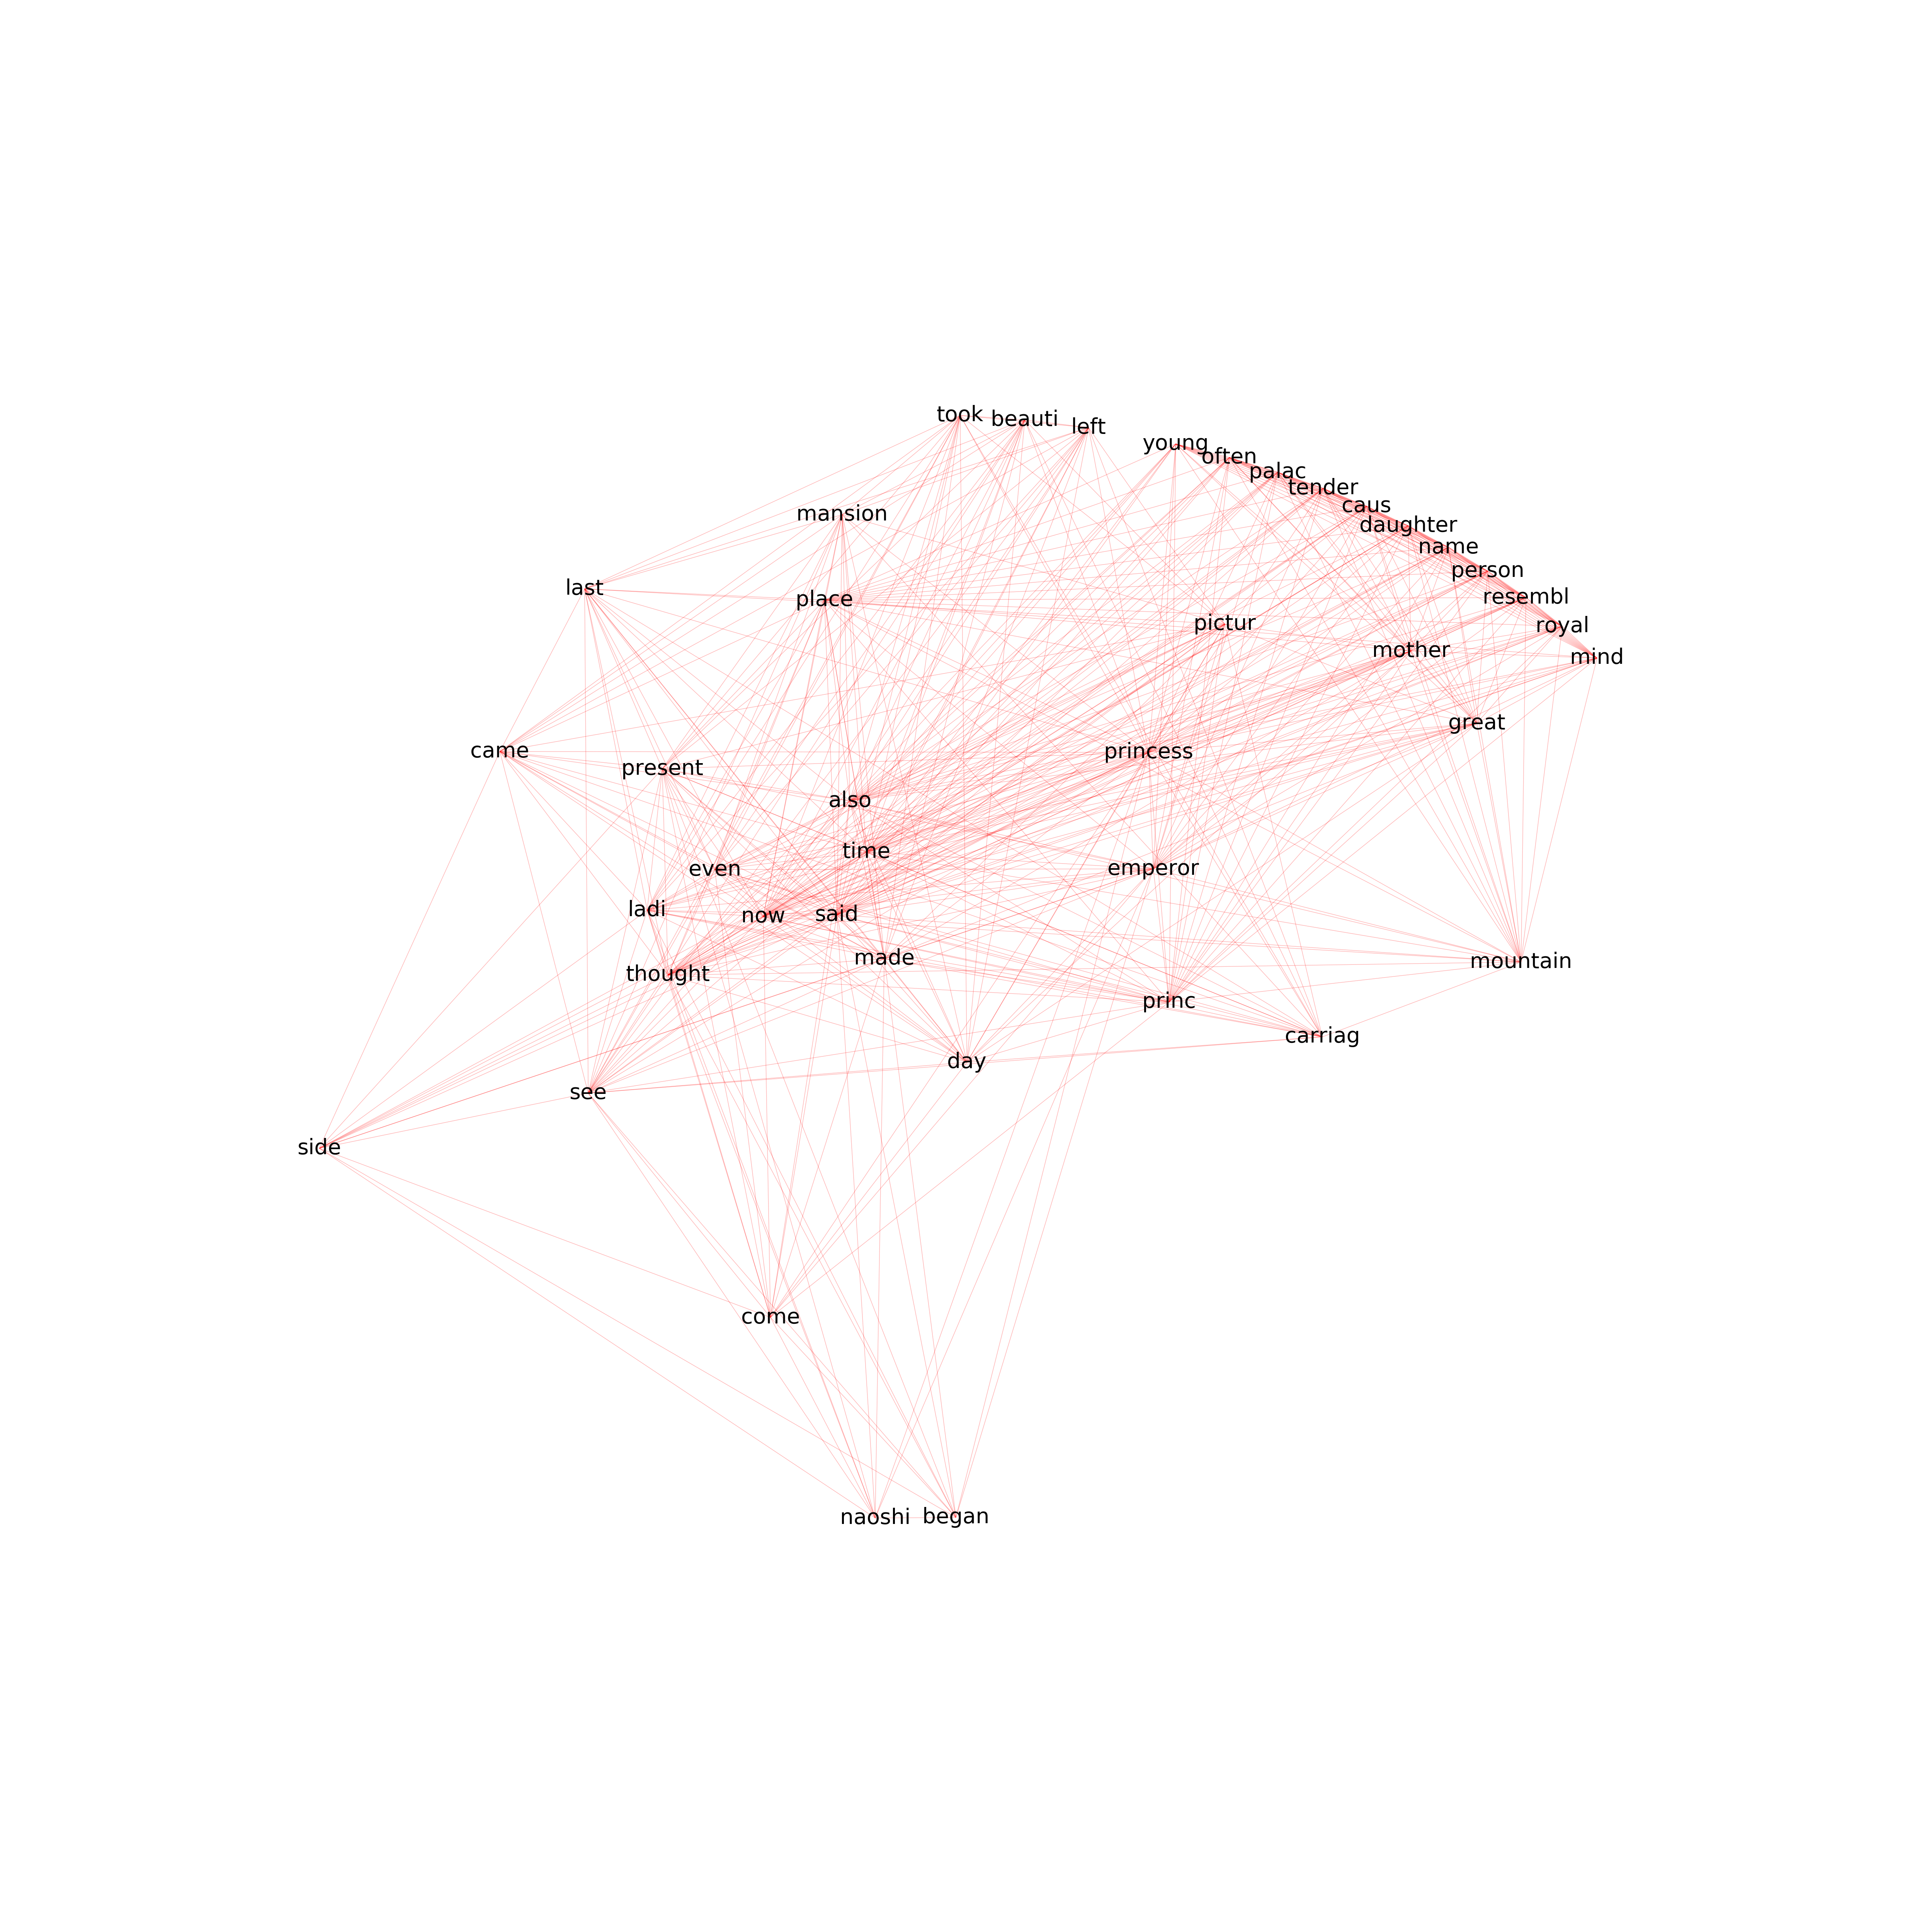 took
beauti
left
young
often
palac
tender
caus
daughter
name
person
resembl
royal
mind
mansion
last
place
pictur
mother
great
came
present
princess
also
time
even
emperor
ladi
now
said
made
thought
mountain
princ
carriag
day
see
side
come
naoshi
began